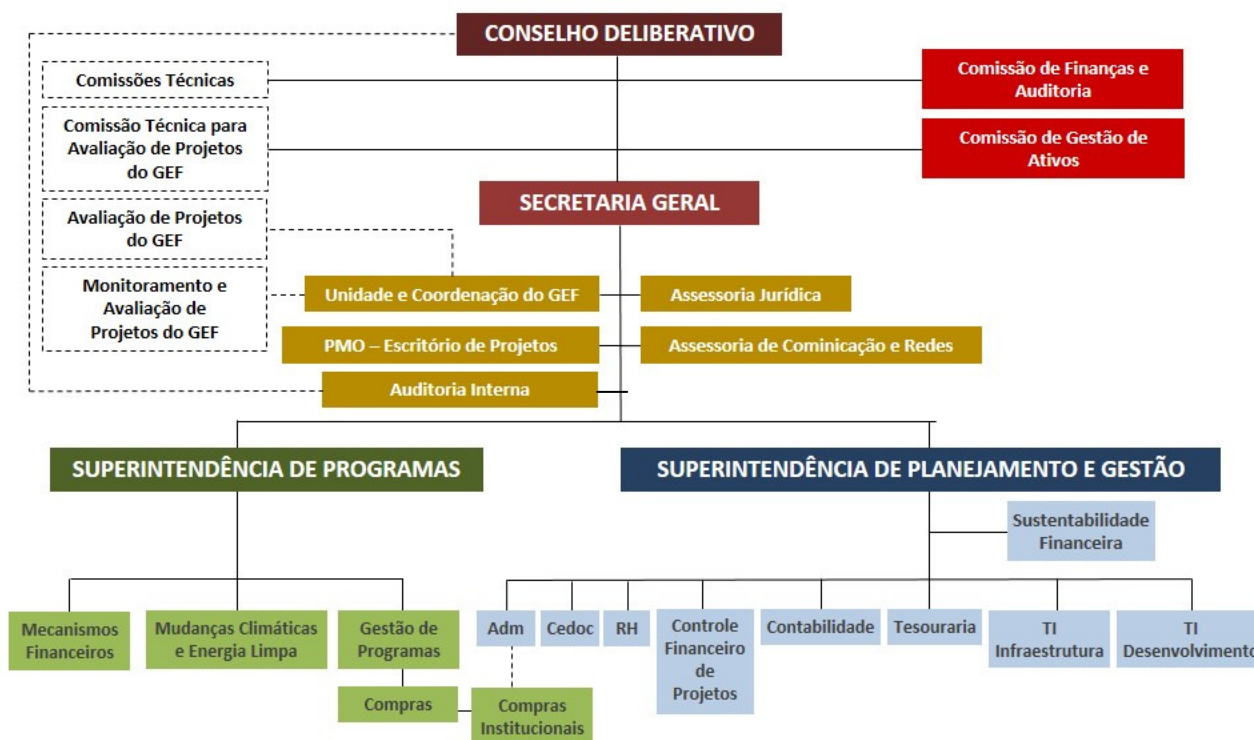 CONSELHO DELIBERATIVO
Comissões Técnicas
Comissão de Finanças e
Auditoria
Comissão Técnica para
Avaliação de Projetos
do GEF
Comissão de Gestão de
Ativos
SECRETARIA GERAL
Avaliação de Projetos
do GEF
Monitoramento e
Avaliação de
Projetos do GEF
Unidade e Coordenação do GEF
Assessoria Jurídica
PMO – Escritório de Projetos
Assessoria de Cominicação e Redes
Auditoria Interna
SUPERINTENDÊNCIA DE PROGRAMAS
SUPERINTENDÊNCIA DE PLANEJAMENTO E GESTÃO
Sustentabilidade
Financeira
Mecanismos
Financeiros
Mudanças Climáticas
e Energia Limpa
Gestão de
Programas
Adm
Cedoc
RH
Controle
Financeiro
de
Projetos
Contabilidade
Tesouraria
TI
Infraestrutura
TI
Desenvolvimento
Compras
Compras
Institucionais